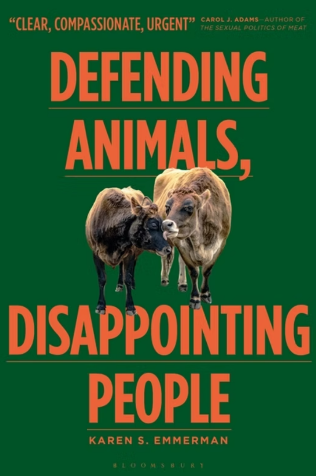 "CLEAR, COMPASSIONATE, URGENT" CAROL J. ADAMS—AUTHOR OF
THE SEXUAL POLITICS OF MEAT
DEFENDING
ANIMALS,
DISAPPOINTING
PEOPLE
KAREN S. EMMERMAN
BLOOMSBURY